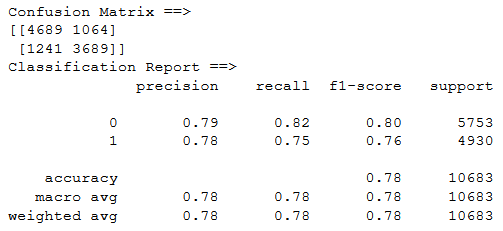 Confusion Matrix ==>
[[4689 1064]
 [1241 3689]]
Classification Report ==>
              precision    recall  f1-score   support

           0       0.79      0.82      0.80      5753
           1       0.78      0.75      0.76      4930

    accuracy                           0.78     10683
   macro avg       0.78      0.78      0.78     10683
weighted avg       0.78      0.78      0.78     10683